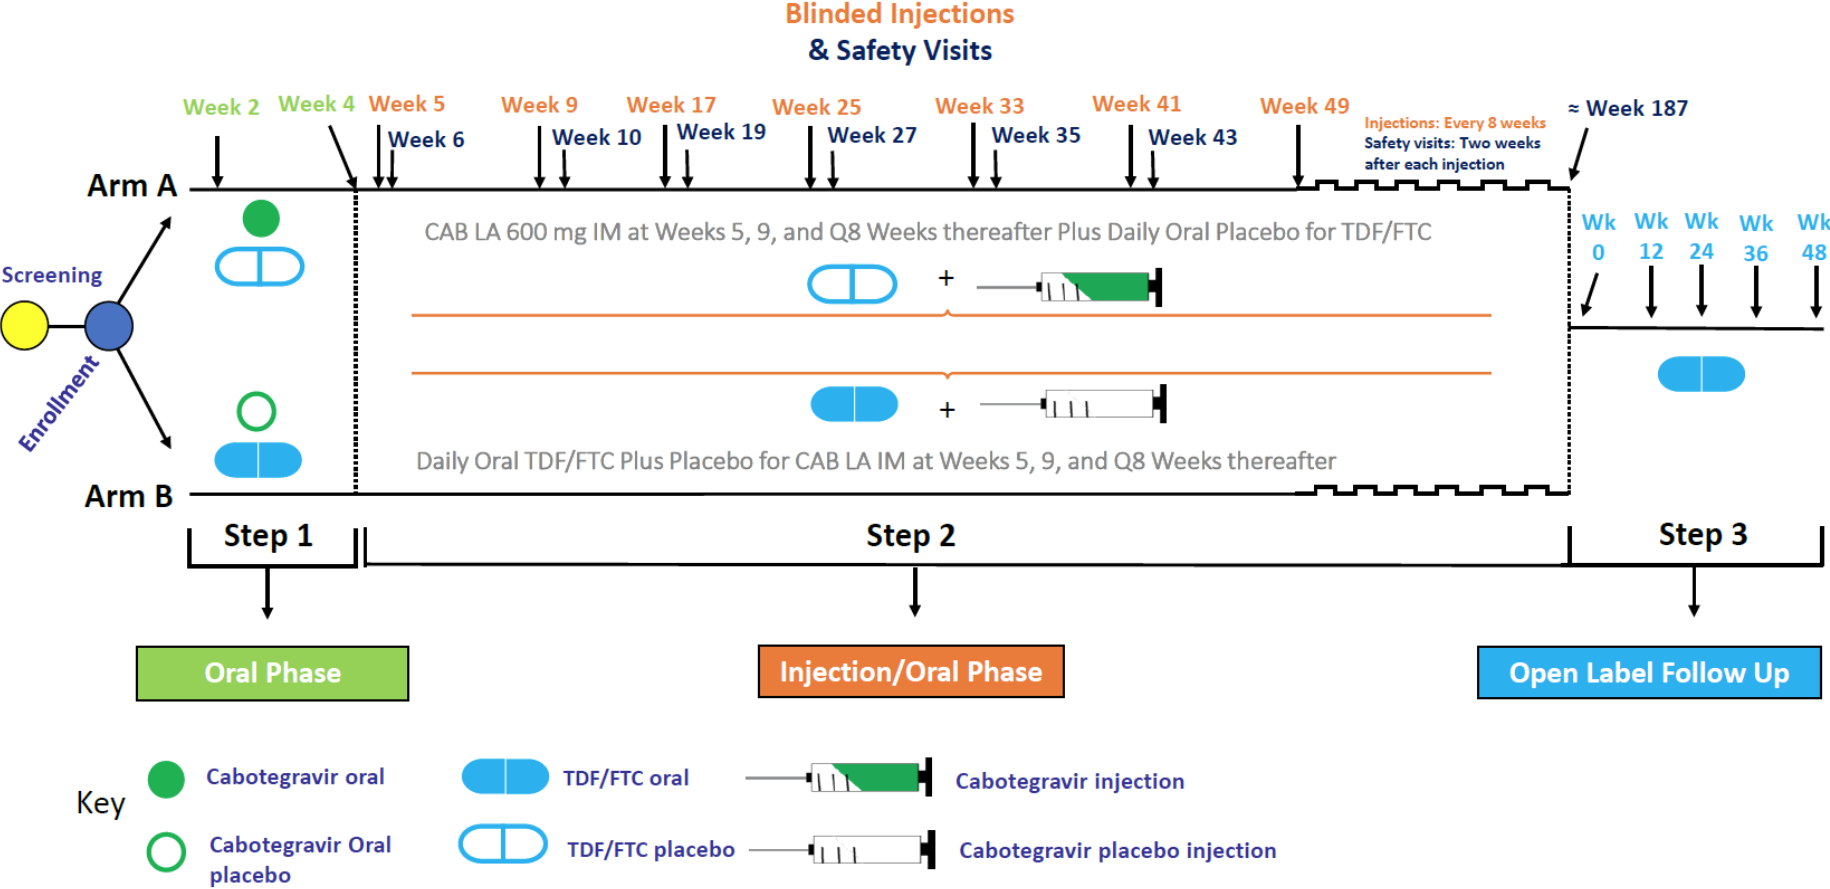 Blinded Injections
& Safety Visits
Week 2
Week 4
Week 5
Week 6
Week 9
Week 10
Week 17
Week 19
Week 25
Week 27
Week 33
Week 35
Week 41
Week 43
Week 49
Injections: Every 8 weeks
Safety visits: Two weeks
after each injection
≈ Week 187
Arm A
CAB LA 600 mg IM at Weeks 5, 9, and Q8 Weeks thereafter Plus Daily Oral Placebo for TDF/FTC
+
Wk
0
Wk
12
Wk
24
Wk
36
Wk
48
Screening
Enrollment
+
Daily Oral TDF/FTC Plus Placebo for CAB LA IM at Weeks 5, 9, and Q8 Weeks thereafter
Arm B
Step 1
Step 2
Step 3
Oral Phase
Injection/Oral Phase
Open Label Follow Up
Key
Cabotegravir oral
TDF/FTC oral
Cabotegravir injection
Cabotegravir Oral
placebo
TDF/FTC placebo
Cabotegravir placebo injection